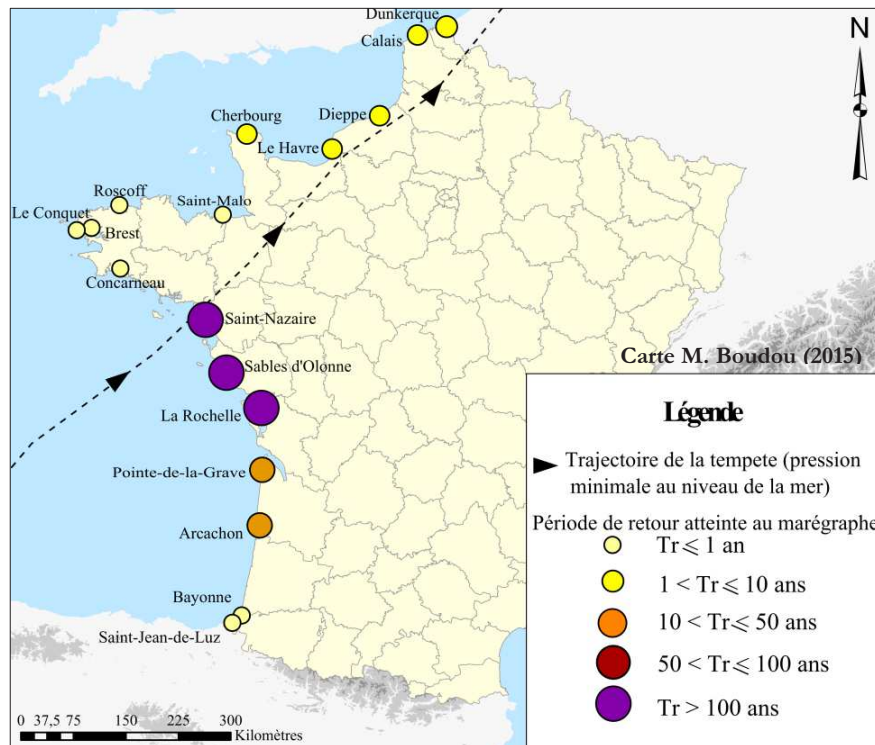 Dunkerque
Calais
N
Dieppe
Cherbourg
Le Havre
Roscoff
Saint-Malo
Le Conquet
Brest
Concarneau
Saint-Nazaire
Carte M. Boudou (2015)
Sables d'Olonne
La Rochelle
Pointe-de-la-Grave
Arcachon
Bayonne
Saint-Jean-de-Luz
0 37,5 75 150 225 300
Kilomètres
Légende
Trajectoire de la tempete (pression
minimale au niveau de la mer)
Période de retour atteinte au marégraphe
Tr ⩽ 1 an
1 < Tr ⩽ 10 ans
10 < Tr ⩽ 50 ans
50 < Tr ⩽ 100 ans
Tr > 100 ans